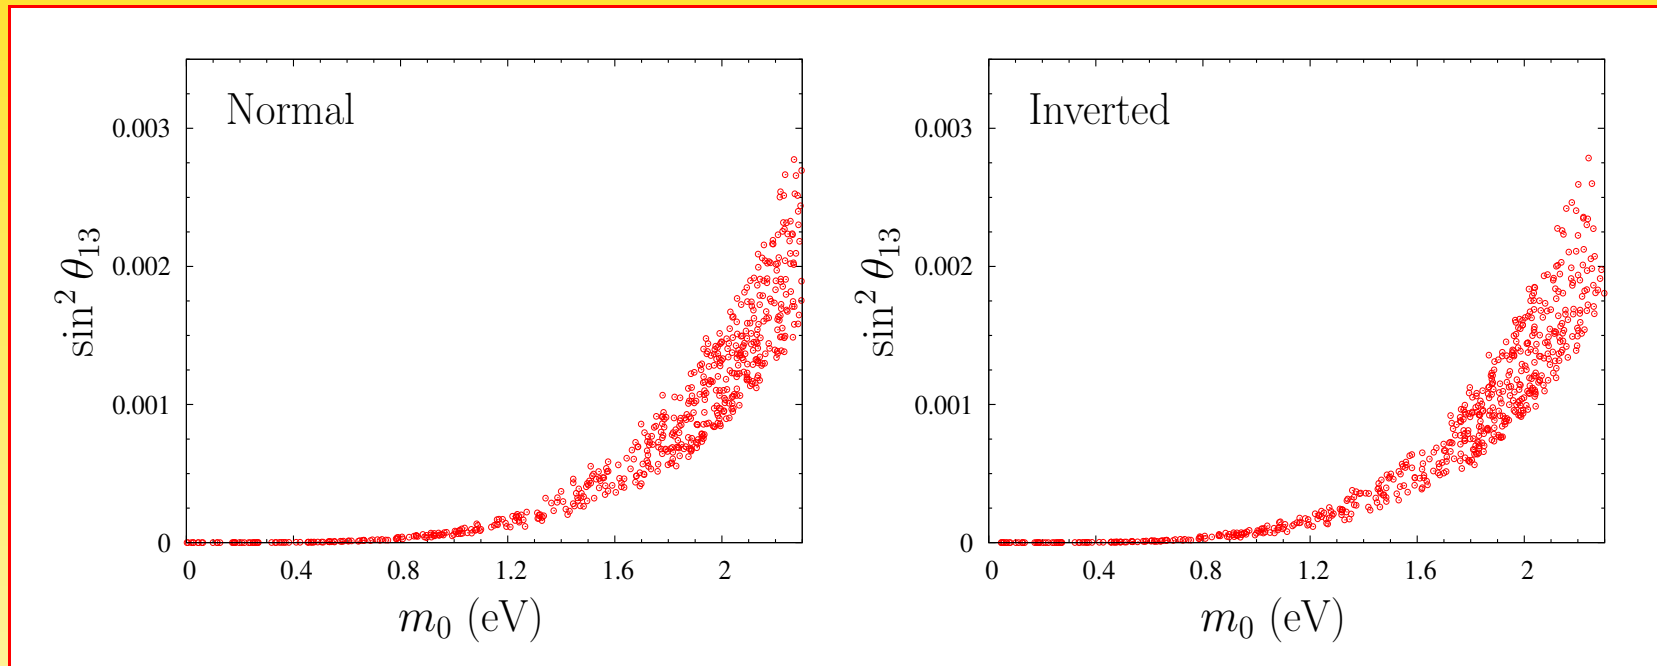 Normal
0.003
0.002
0.001
0
sin² θ₁₃
0 0.4 0.8 1.2 1.6 2
m₀ (eV)
Inverted
0.003
0.002
0.001
0
sin² θ₁₃
0 0.4 0.8 1.2 1.6 2
m₀ (eV)